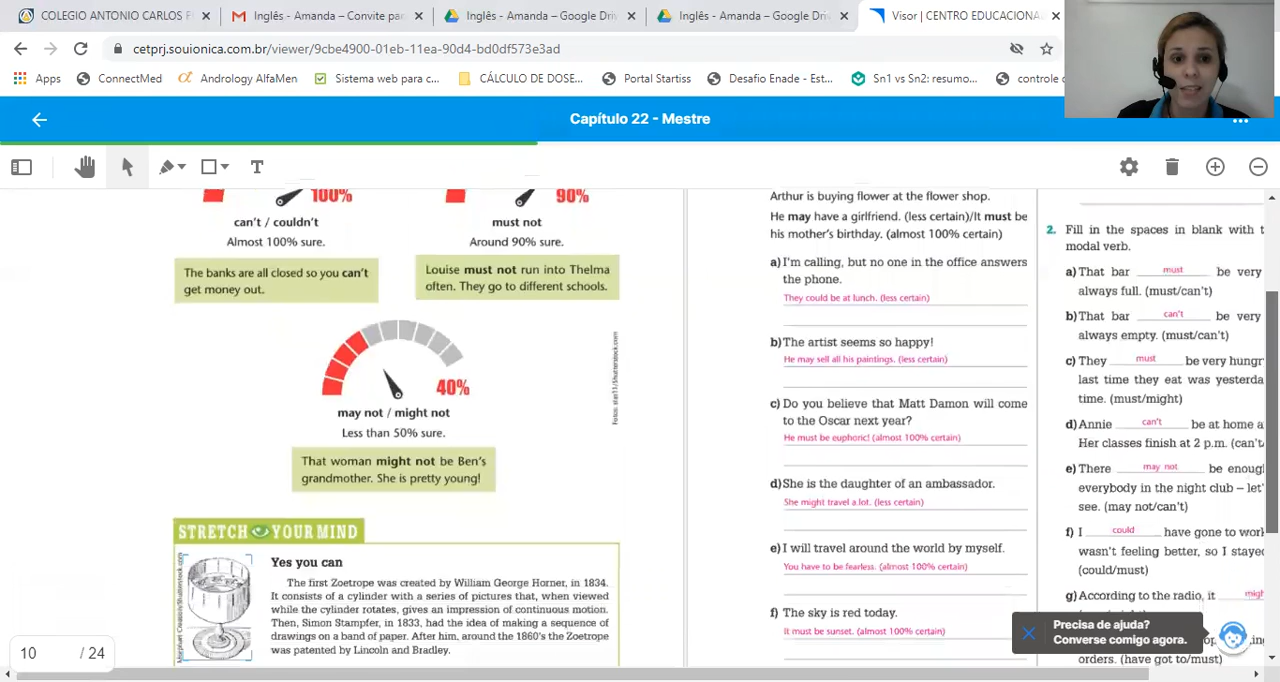 COLEGIO ANTONIO CARLOS F
Inglês - Amanda – Convite par
Inglês - Amanda – Google Dri
Inglês - Amanda – Google Dri
Visor | CENTRO EDUCACIONA
cetprj.souionica.com.br/viewer/9cbe4900-01eb-11ea-90d4-bd0df573e3ad
Apps
ConnectMed
Andrology AlfaMen
Sistema web para c...
CÁLCULO DE DOSE...
Portal Startiss
Desafio Enade - Est...
Sn1 vs Sn2: resumo...
controle c
Capítulo 22 - Mestre
100%
can't / couldn't
Almost 100% sure.
The banks are all closed so you can't
get money out.
90%
must not
Around 90% sure.
Louise must not run into Thelma
often. They go to different schools.
40%
may not / might not
Less than 50% sure.
That woman might not be Ben's
grandmother. She is pretty young!
Fotos: stas11/Shutterstock.com
STRETCH YOUR MIND
Morphart Creation/Shutterstock.com
Yes you can
The first Zoetrope was created by William George Horner, in 1834.
It consists of a cylinder with a series of pictures that, when viewed
while the cylinder rotates, gives an impression of continuous motion.
Then, Simon Stampfer, in 1833, had the idea of making a sequence of
drawings on a band of paper. After him, around the 1860's the Zoetrope
was patented by Lincoln and Bradley.
10 / 24
Arthur is buying flower at the flower shop.
He may have a girlfriend. (less certain)/It must be
his mother's birthday. (almost 100% certain)
a) I'm calling, but no one in the office answers
the phone.
They could be at lunch. (less certain)
b) The artist seems so happy!
He may sell all his paintings. (less certain)
c) Do you believe that Matt Damon will come
to the Oscar next year?
He must be euphoric! (almost 100% certain)
d) She is the daughter of an ambassador.
She might travel a lot. (less certain)
e) I will travel around the world by myself.
You have to be fearless. (almost 100% certain)
f) The sky is red today.
It must be sunset. (almost 100% certain)
2. Fill in the spaces in blank with t
modal verb.
a) That bar must be very
always full. (must/can't)
b) That bar can't be very
always empty. (must/can't)
c) They must be very hungr
last time they eat was yesterda
time. (must/might)
d) Annie can't be at home a
Her classes finish at 2 p.m. (can't
e) There may not be enoug
everybody in the night club – let'
see. (may not/can't)
f) I could have gone to wor
wasn't feeling better, so I stayed
(could/must)
g) According to the radio, it migh
orders. (have got to/must)
Precisa de ajuda?
Converse comigo agora.